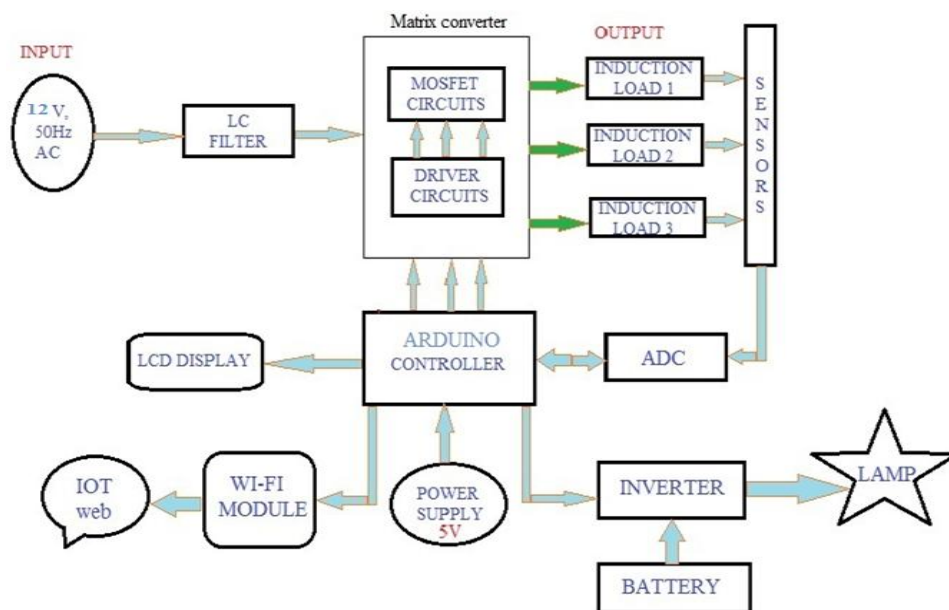 Matrix converter
INPUT
OUTPUT
12 V,
50Hz
AC
LC
FILTER
MOSFET
CIRCUITS
DRIVER
CIRCUITS
INDUCTION
LOAD 1
INDUCTION
LOAD 2
INDUCTION
LOAD 3
SENSORS
LCD DISPLAY
ARDUINO
CONTROLLER
ADC
IOT
web
WI-FI
MODULE
POWER
SUPPLY
5V
INVERTER
LAMP
BATTERY